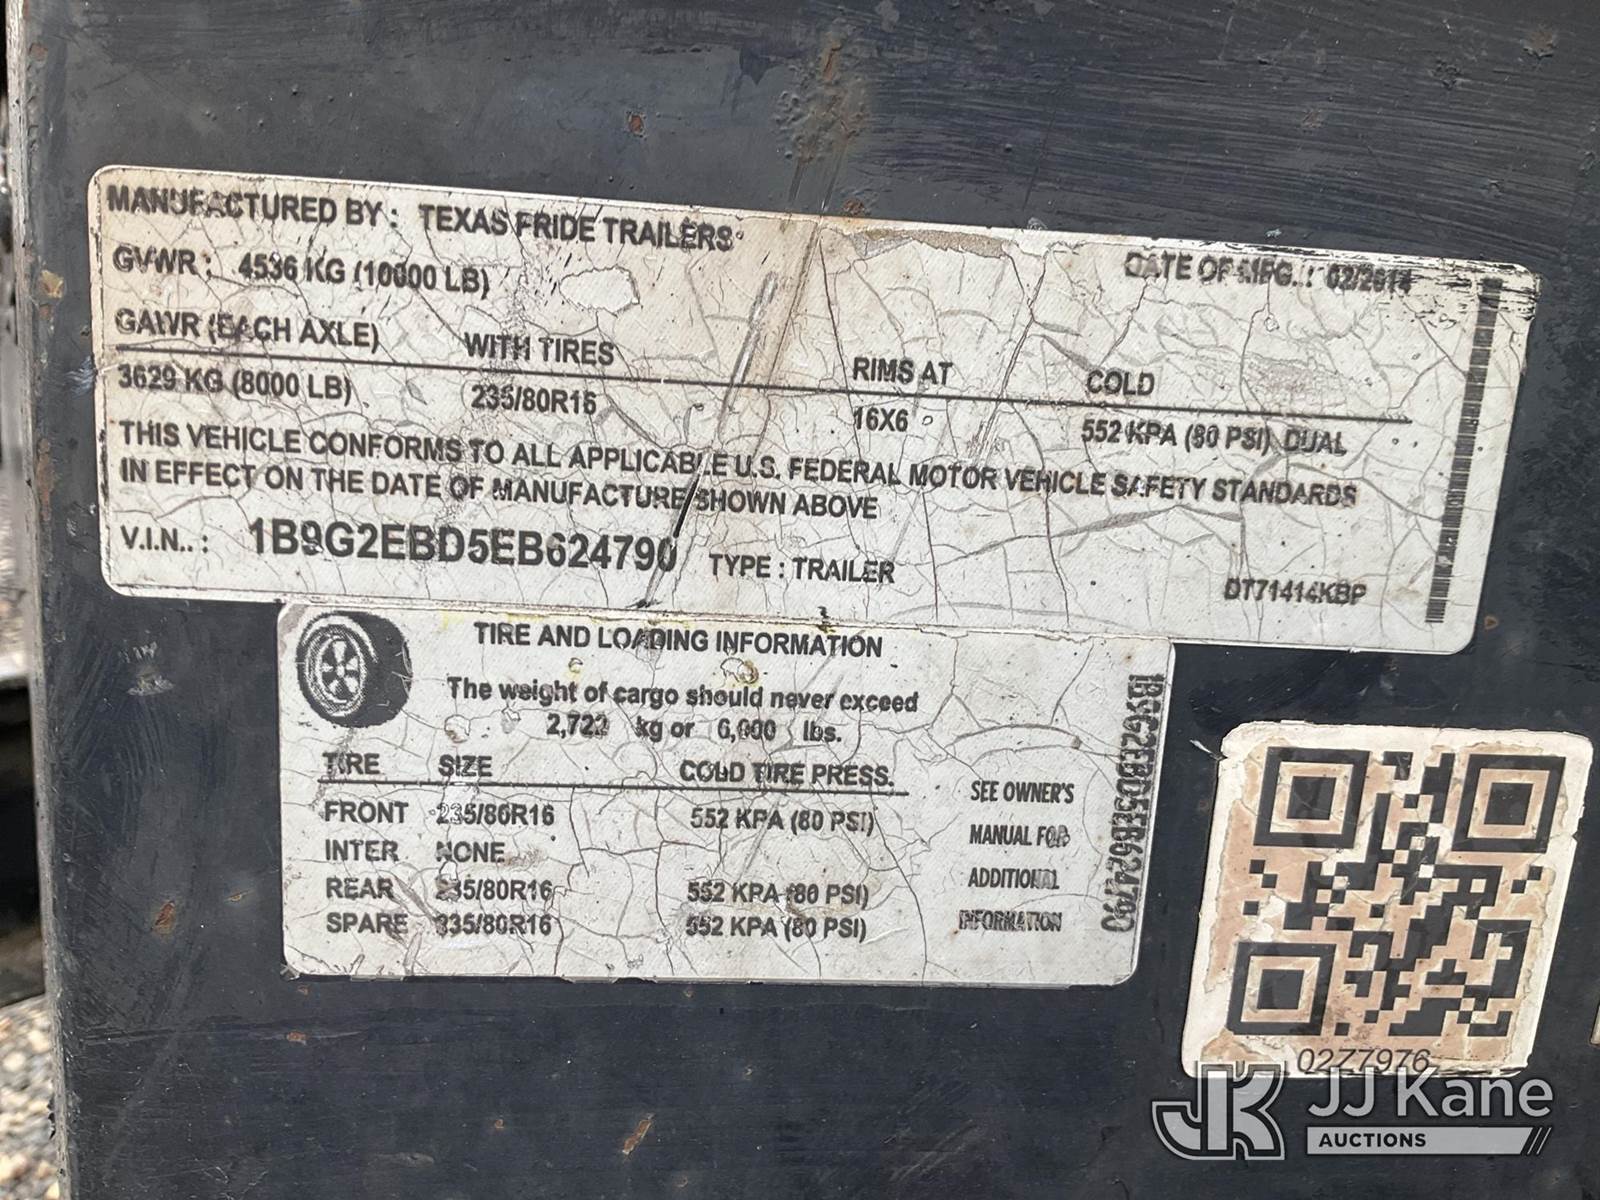 MANUFACTURED BY : TEXAS PRIDE TRAILERS
GVWR : 4536 KG (10000 LB)
DATE OF MFG.: 02/2014
GAWR (EACH AXLE) WITH TIRES RIMS AT COLD
3629 KG (8000 LB) 235/80R16 16X6 552 KPA (80 PSI) DUAL
THIS VEHICLE CONFORMS TO ALL APPLICABLE U.S. FEDERAL MOTOR VEHICLE SAFETY STANDARDS
IN EFFECT ON THE DATE OF MANUFACTURE SHOWN ABOVE
V.I.N.. : 1B9G2EBD5EB624790 TYPE : TRAILER
DT71414KBP
TIRE AND LOADING INFORMATION
The weight of cargo should never exceed
2,722 kg or 6,000 lbs.
TIRE SIZE COLD TIRE PRESS.
FRONT 235/80R16 552 KPA (80 PSI)
INTER NONE
REAR 235/80R16 552 KPA (80 PSI)
SPARE 235/80R16 552 KPA (80 PSI)
SEE OWNER'S
MANUAL FOR
ADDITIONAL
INFORMATION
1B9G2EBD5EB624790
0277976
JK JJ Kane
AUCTIONS